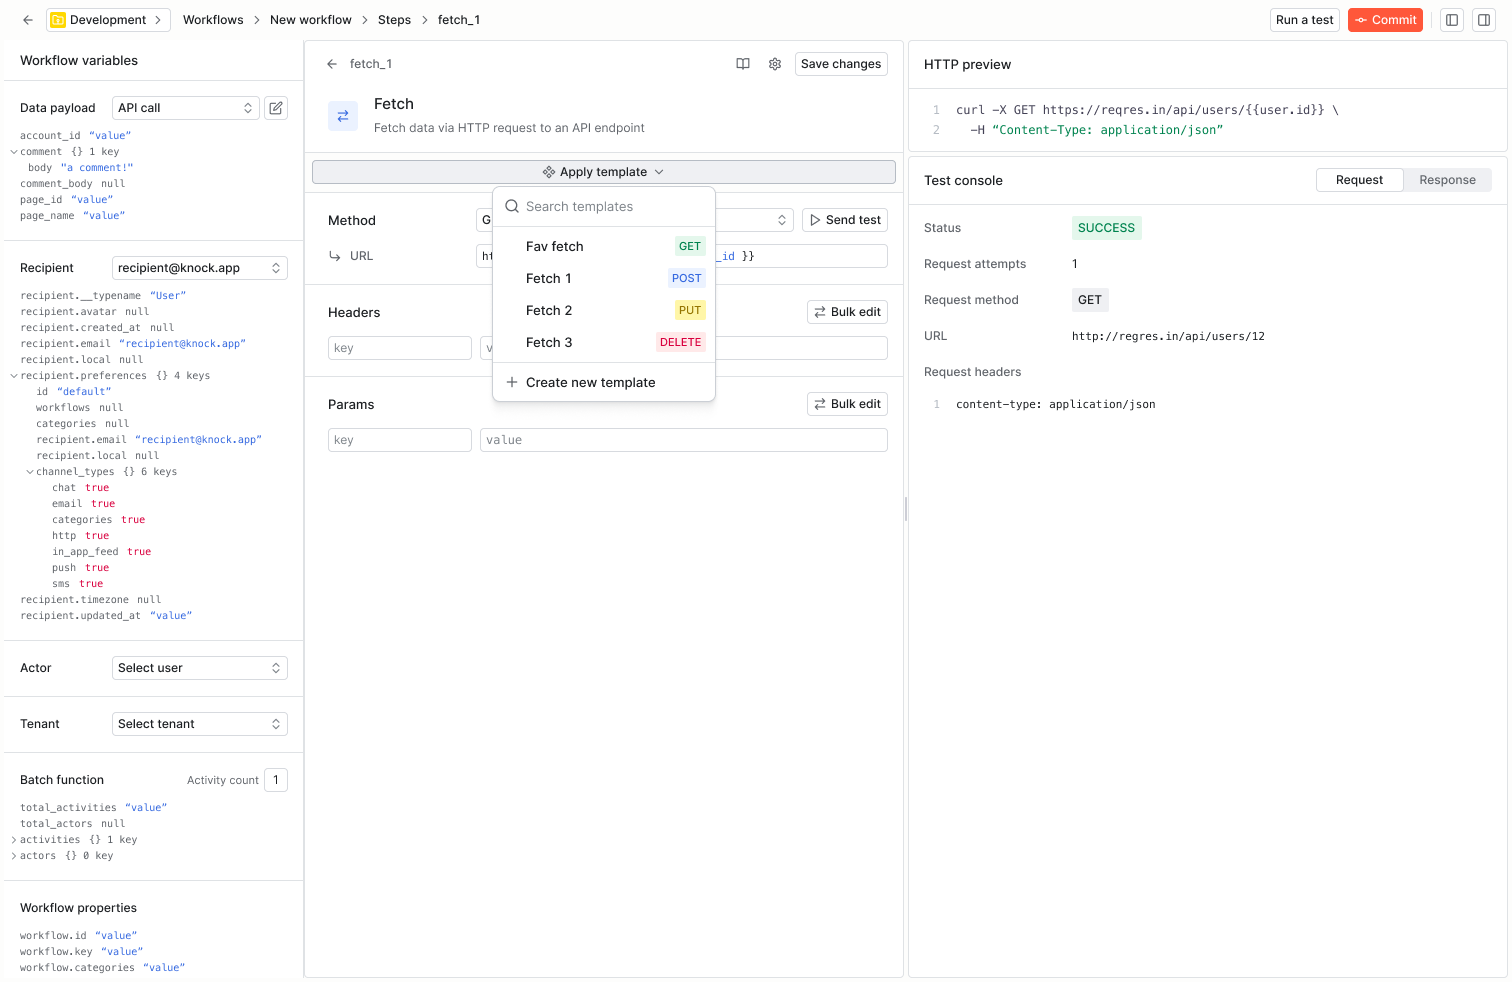 Development
Workflows
New workflow
Steps
fetch_1
Run a test
Commit
Workflow variables
Data payload
API call
account_id “value”
comment {} 1 key
body "a comment!"
comment_body null
page_id “value”
page_name “value”
Recipient
recipient@knock.app
recipient.__typename “User”
recipient.avatar null
recipient.created_at null
recipient.email “recipient@knock.app”
recipient.local null
recipient.preferences {} 4 keys
id “default”
workflows null
categories null
recipient.email “recipient@knock.app”
recipient.local null
channel_types {} 6 keys
chat true
email true
categories true
http true
in_app_feed true
push true
sms true
recipient.timezone null
recipient.updated_at “value”
Actor
Select user
Tenant
Select tenant
Batch function
Activity count 1
total_activities “value”
total_actors null
activities {} 1 key
actors {} 0 key
Workflow properties
workflow.id “value”
workflow.key “value”
workflow.categories “value”
fetch_1
Save changes
Fetch
Fetch data via HTTP request to an API endpoint
Apply template
Search templates
Fav fetch GET
Fetch 1 POST
Fetch 2 PUT
Fetch 3 DELETE
Create new template
Method
Send test
URL
_id }}
Headers
Bulk edit
key
Params
Bulk edit
key
value
HTTP preview
1 curl -X GET https://reqres.in/api/users/{{user.id}} \
2 -H “Content-Type: application/json”
Test console
Request
Response
Status SUCCESS
Request attempts 1
Request method GET
URL http://regres.in/api/users/12
Request headers
1 content-type: application/json